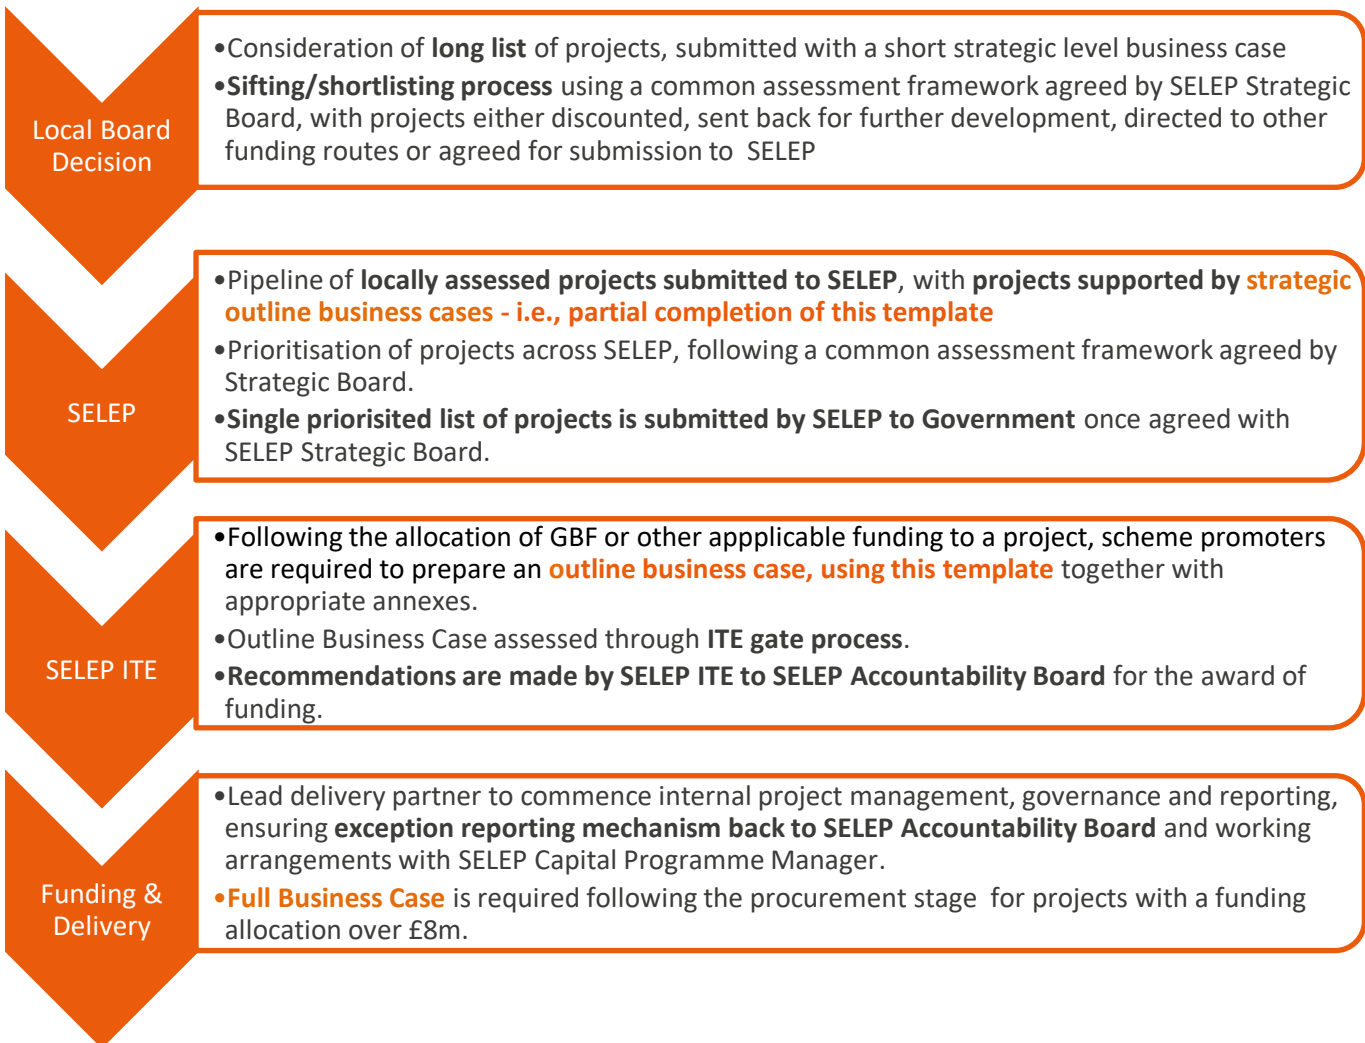 Local Board
Decision
•Consideration of long list of projects, submitted with a short strategic level business case
•Sifting/shortlisting process using a common assessment framework agreed by SELEP Strategic
Board, with projects either discounted, sent back for further development, directed to other
funding routes or agreed for submission to SELEP
SELEP
•Pipeline of locally assessed projects submitted to SELEP, with projects supported by strategic
outline business cases - i.e., partial completion of this template
•Prioritisation of projects across SELEP, following a common assessment framework agreed by
Strategic Board.
•Single priorisited list of projects is submitted by SELEP to Government once agreed with
SELEP Strategic Board.
SELEP ITE
•Following the allocation of GBF or other appplicable funding to a project, scheme promoters
are required to prepare an outline business case, using this template together with
appropriate annexes.
•Outline Business Case assessed through ITE gate process.
•Recommendations are made by SELEP ITE to SELEP Accountability Board for the award of
funding.
Funding &
Delivery
•Lead delivery partner to commence internal project management, governance and reporting,
ensuring exception reporting mechanism back to SELEP Accountability Board and working
arrangements with SELEP Capital Programme Manager.
•Full Business Case is required following the procurement stage for projects with a funding
allocation over £8m.